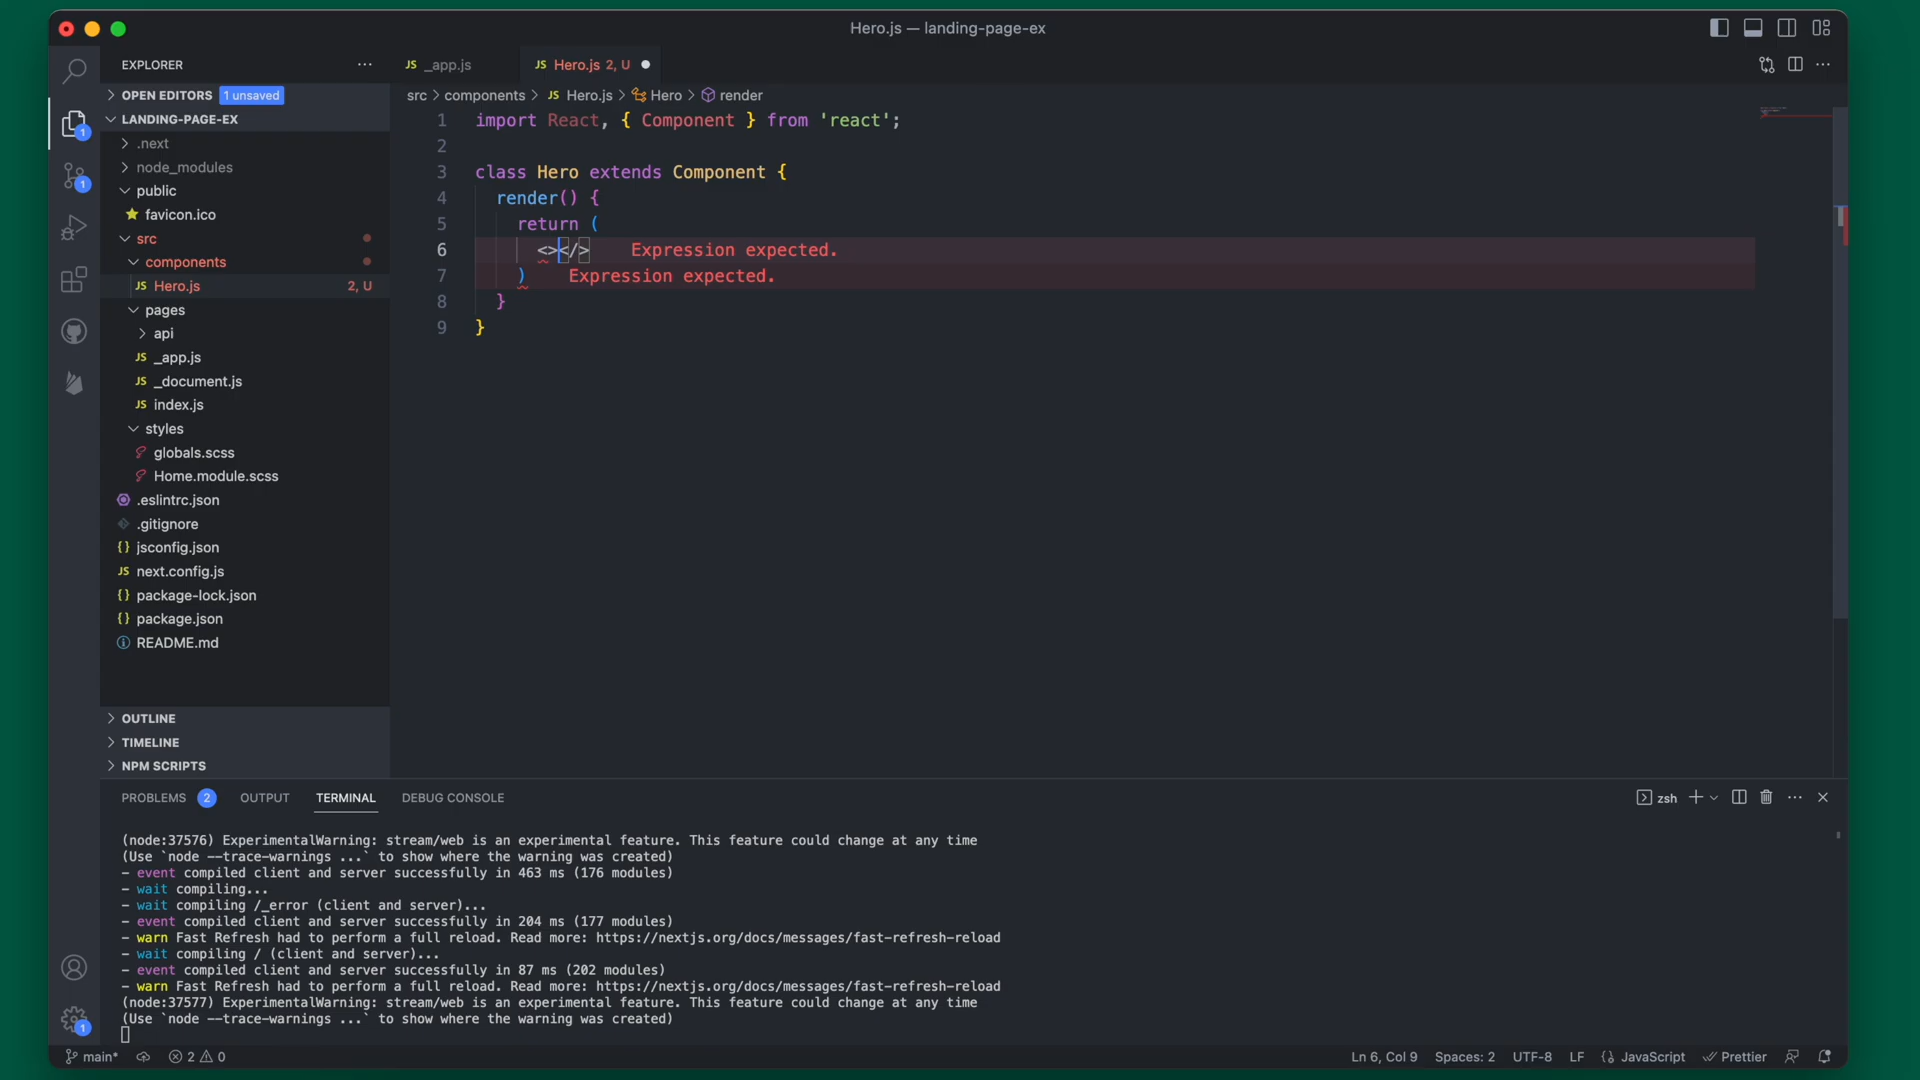 Hero.js — landing-page-ex
EXPLORER
JS _app.js
JS Hero.js 2, U
OPEN EDITORS 1 unsaved
src > components > JS Hero.js > Hero > render
LANDING-PAGE-EX
.next
node_modules
public
favicon.ico
src
components
JS Hero.js 2, U
pages
api
JS _app.js
JS _document.js
JS index.js
styles
globals.scss
Home.module.scss
.eslintrc.json
.gitignore
{} jsconfig.json
JS next.config.js
{} package-lock.json
{} package.json
README.md
OUTLINE
TIMELINE
NPM SCRIPTS
1
1
1
1 import React, { Component } from 'react';
2
3 class Hero extends Component {
4 render() {
5 return (
6 <></> Expression expected.
7 ) Expression expected.
8 }
9 }
PROBLEMS 2 OUTPUT TERMINAL DEBUG CONSOLE
zsh
(node:37576) ExperimentalWarning: stream/web is an experimental feature. This feature could change at any time
(Use `node --trace-warnings ...` to show where the warning was created)
- event compiled client and server successfully in 463 ms (176 modules)
- wait compiling...
- wait compiling /_error (client and server)...
- event compiled client and server successfully in 204 ms (177 modules)
- warn Fast Refresh had to perform a full reload. Read more: https://nextjs.org/docs/messages/fast-refresh-reload
- wait compiling / (client and server)...
- event compiled client and server successfully in 87 ms (202 modules)
- warn Fast Refresh had to perform a full reload. Read more: https://nextjs.org/docs/messages/fast-refresh-reload
(node:37577) ExperimentalWarning: stream/web is an experimental feature. This feature could change at any time
(Use `node --trace-warnings ...` to show where the warning was created)
main* 2 0 Ln 6, Col 9 Spaces: 2 UTF-8 LF {} JavaScript Prettier